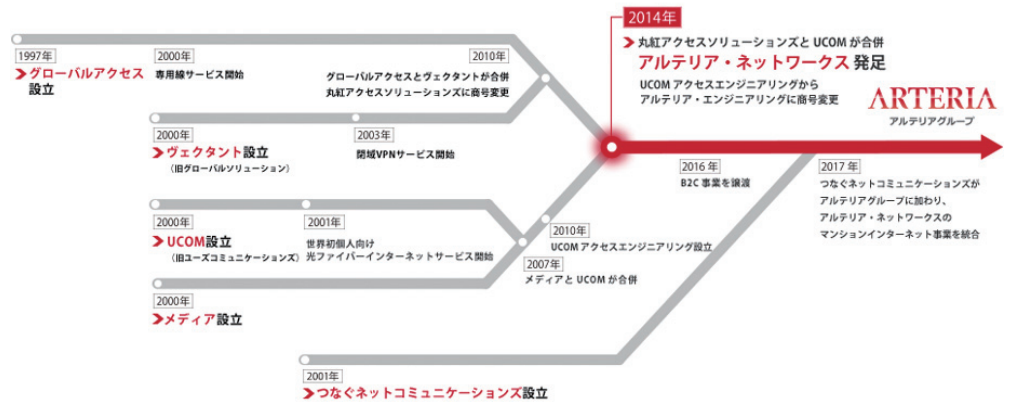 2014年
丸紅アクセスソリューションズとUCOMが合併
アルテリア・ネットワークス 発足
UCOMアクセスエンジニアリングから
アルテリア・エンジニアリングに商号変更
ARTERIA
アルテリアグループ
1997年
グローバルアクセス
設立
2000年
専用線サービス開始
2010年
グローバルアクセスとヴェクタントが合併
丸紅アクセスソリューションズに商号変更
2000年
ヴェクタント設立
(旧グローバルソリューション)
2003年
閉域VPNサービス開始
2016年
B2C事業を譲渡
2017年
つなぐネットコミュニケーションズが
アルテリアグループに加わり、
アルテリア・ネットワークスの
マンションインターネット事業を統合
2000年
UCOM設立
(旧ユーズコミュニケーションズ)
2001年
世界初個人向け
光ファイバーインターネットサービス開始
2010年
UCOMアクセスエンジニアリング設立
2007年
メディアとUCOMが合併
2000年
メディア設立
2001年
つなぐネットコミュニケーションズ設立